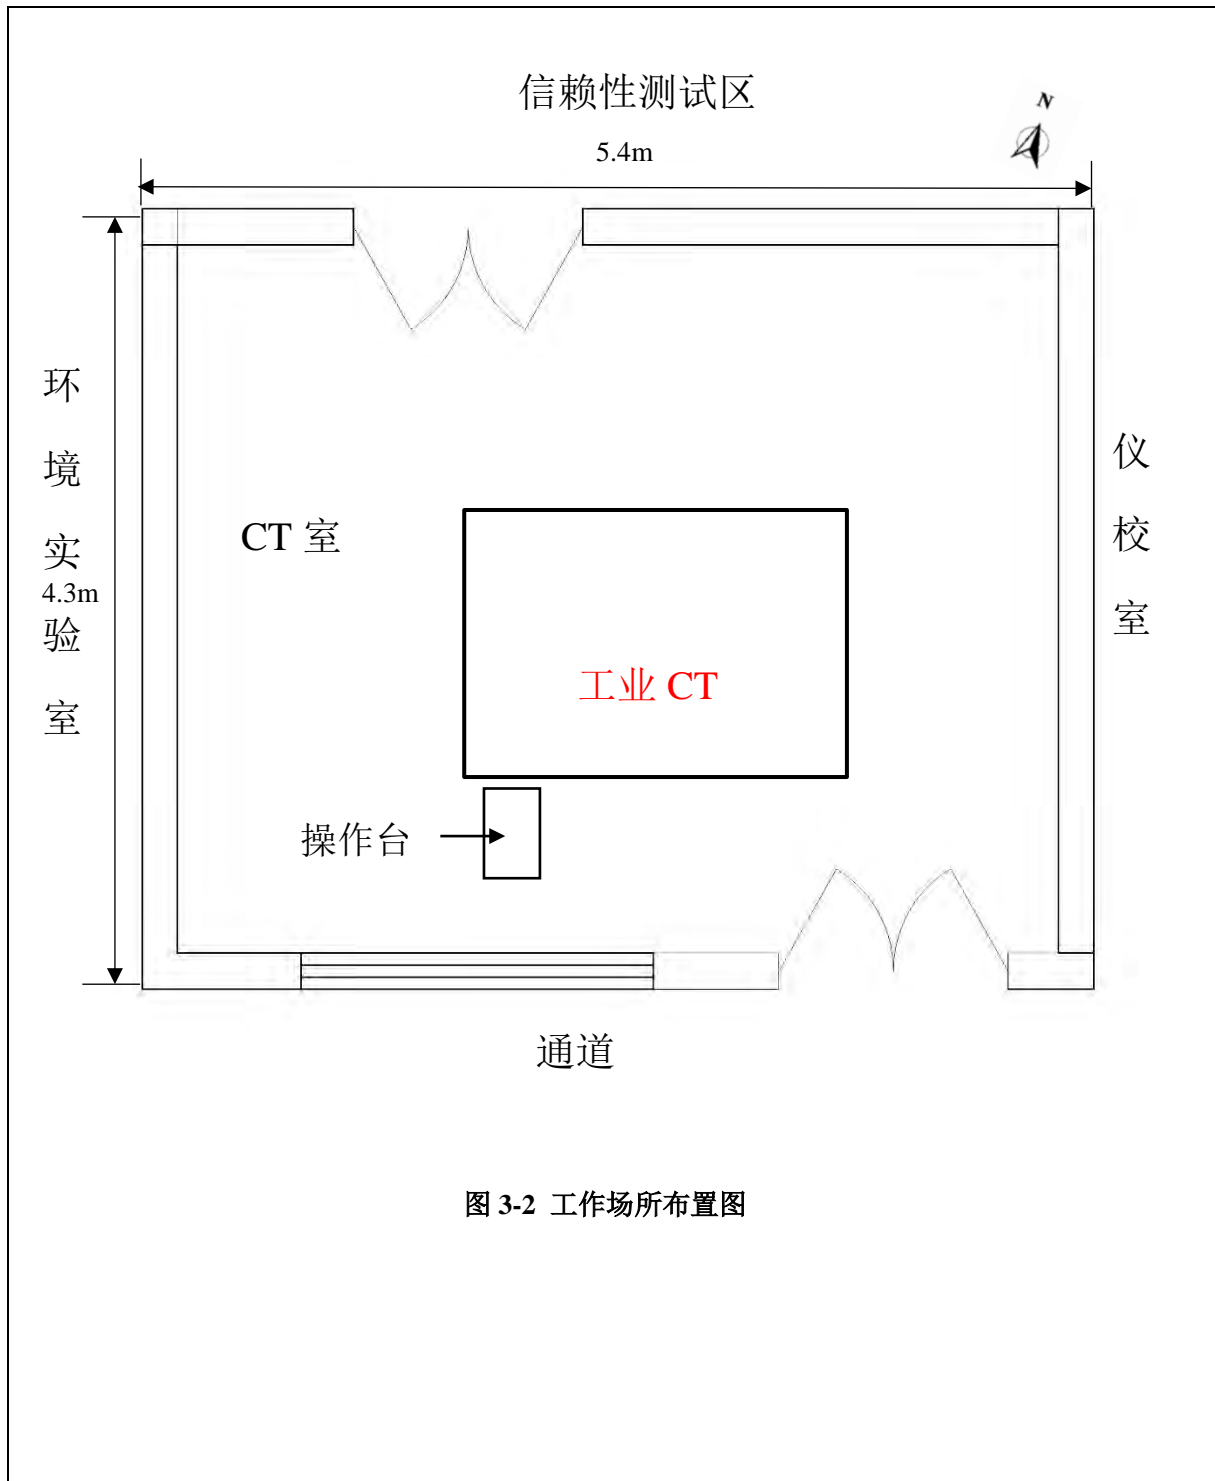 信赖性测试区
N
5.4m
环境实验室
4.3m
CT 室
仪校室
工业 CT
操作台
通道
图 3-2 工作场所布置图